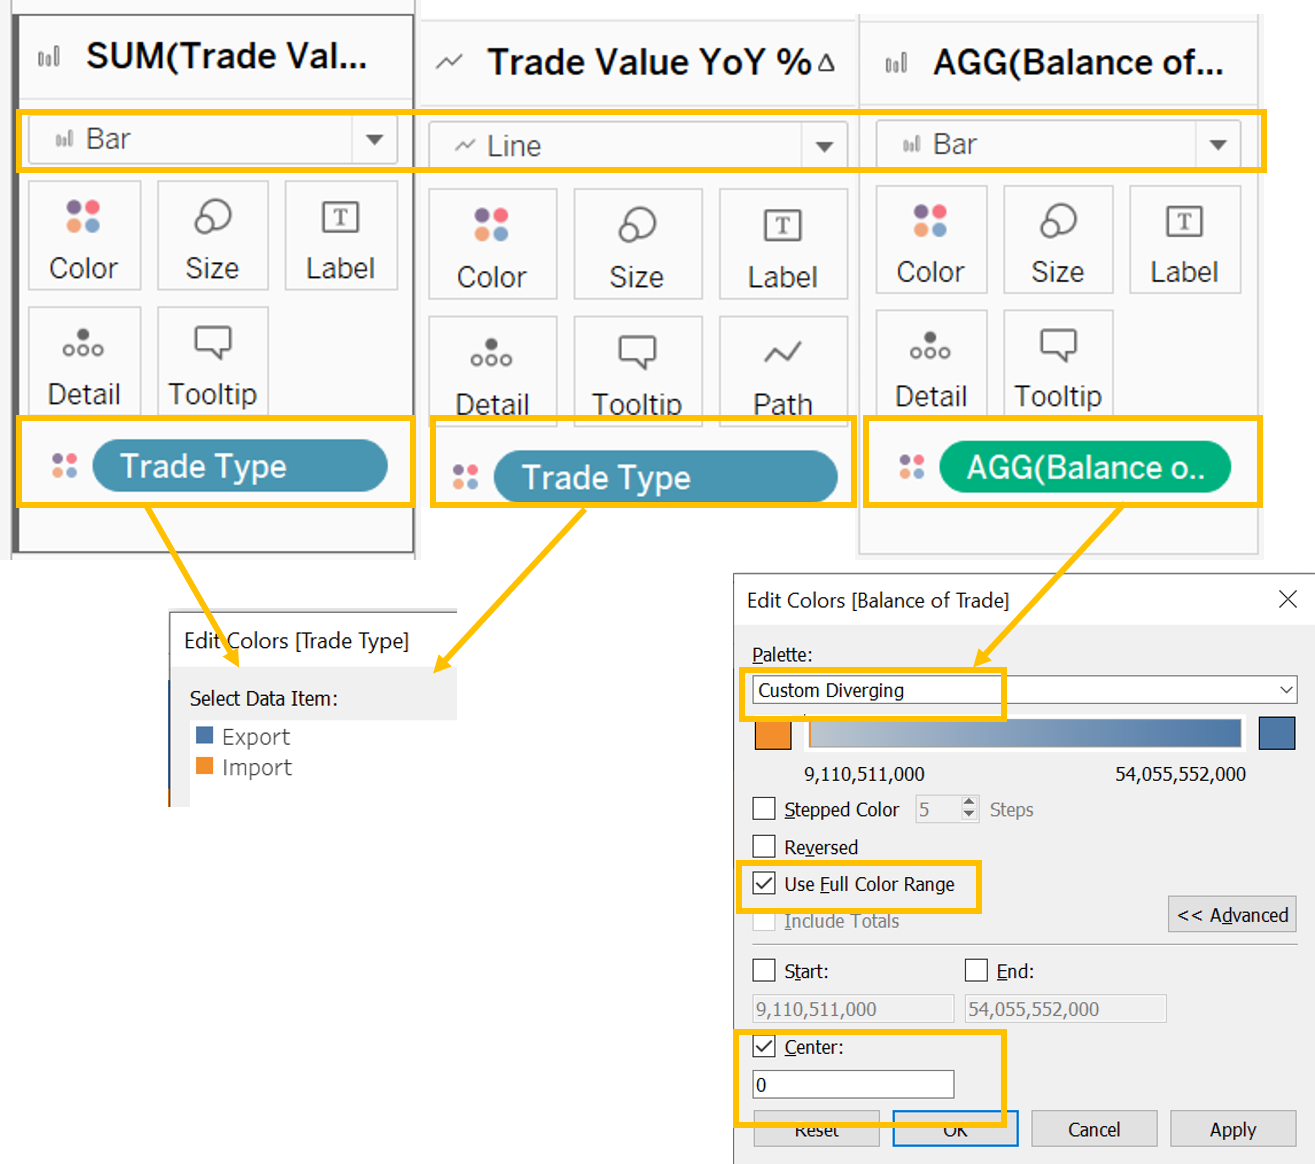 SUM(Trade Val...
Bar
Color
Size
Label
Detail
Tooltip
Trade Type
Trade Value YoY % Δ
Line
Color
Size
Label
Detail
Tooltip
Path
Trade Type
AGG(Balance of...
Bar
Color
Size
Label
Detail
Tooltip
AGG(Balance o..
Edit Colors [Trade Type]
Select Data Item:
Export
Import
Edit Colors [Balance of Trade]
Palette:
Custom Diverging
9,110,511,000 54,055,552,000
Stepped Color 5 Steps
Reversed
Use Full Color Range
Include Totals
<< Advanced
Start: End:
9,110,511,000 54,055,552,000
Center:
0
Reset OK Cancel Apply